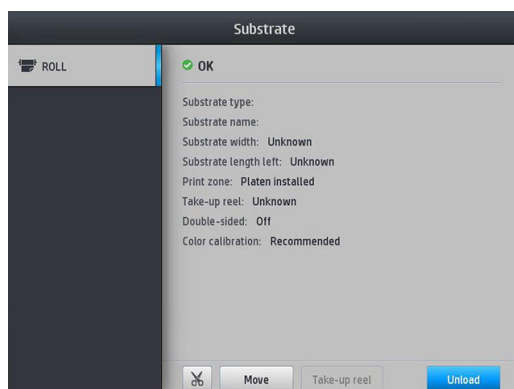 Substrate
ROLL
OK
Substrate type:
Substrate name:
Substrate width: Unknown
Substrate length left: Unknown
Print zone: Platen installed
Take-up reel: Unknown
Double-sided: Off
Color calibration: Recommended
Move Take-up reel Unload